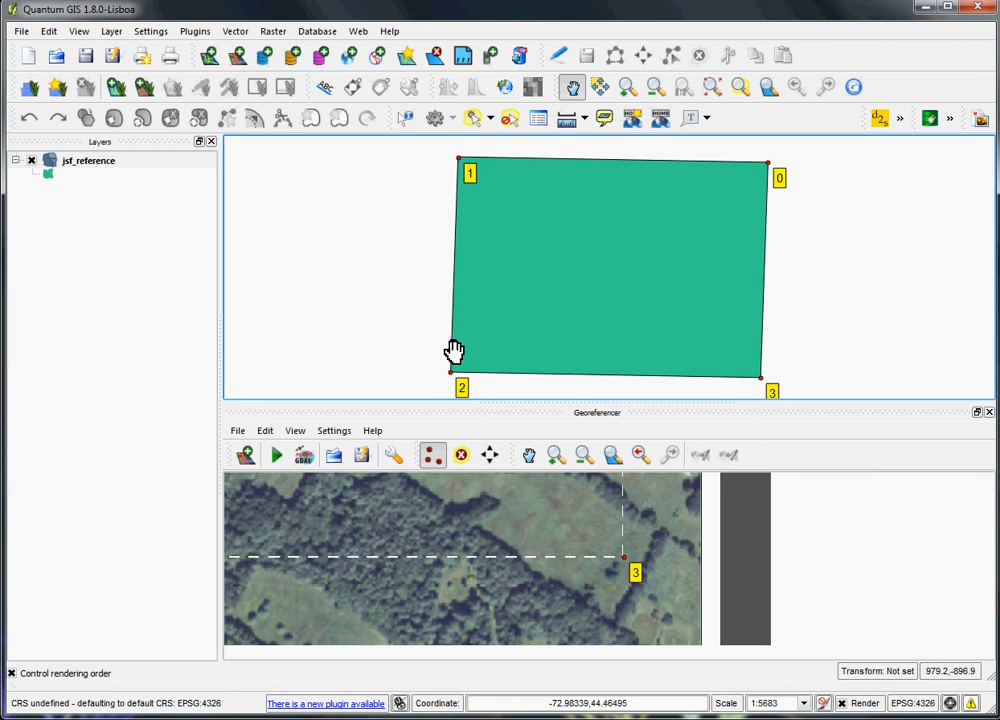 Quantum GIS 1.8.0-Lisboa
File Edit View Layer Settings Plugins Vector Raster Database Web Help
ABC
T
d2s
»
»
Layers
jsf_reference
1
0
2
3
Georeferencer
File Edit View Settings Help
GDAL
3
Control rendering order
Transform: Not set 979.2,-896.9
CRS undefined - defaulting to default CRS: EPSG:4326 There is a new plugin available Coordinate: -72.98339,44.46495 Scale 1:5683 Render EPSG:4326